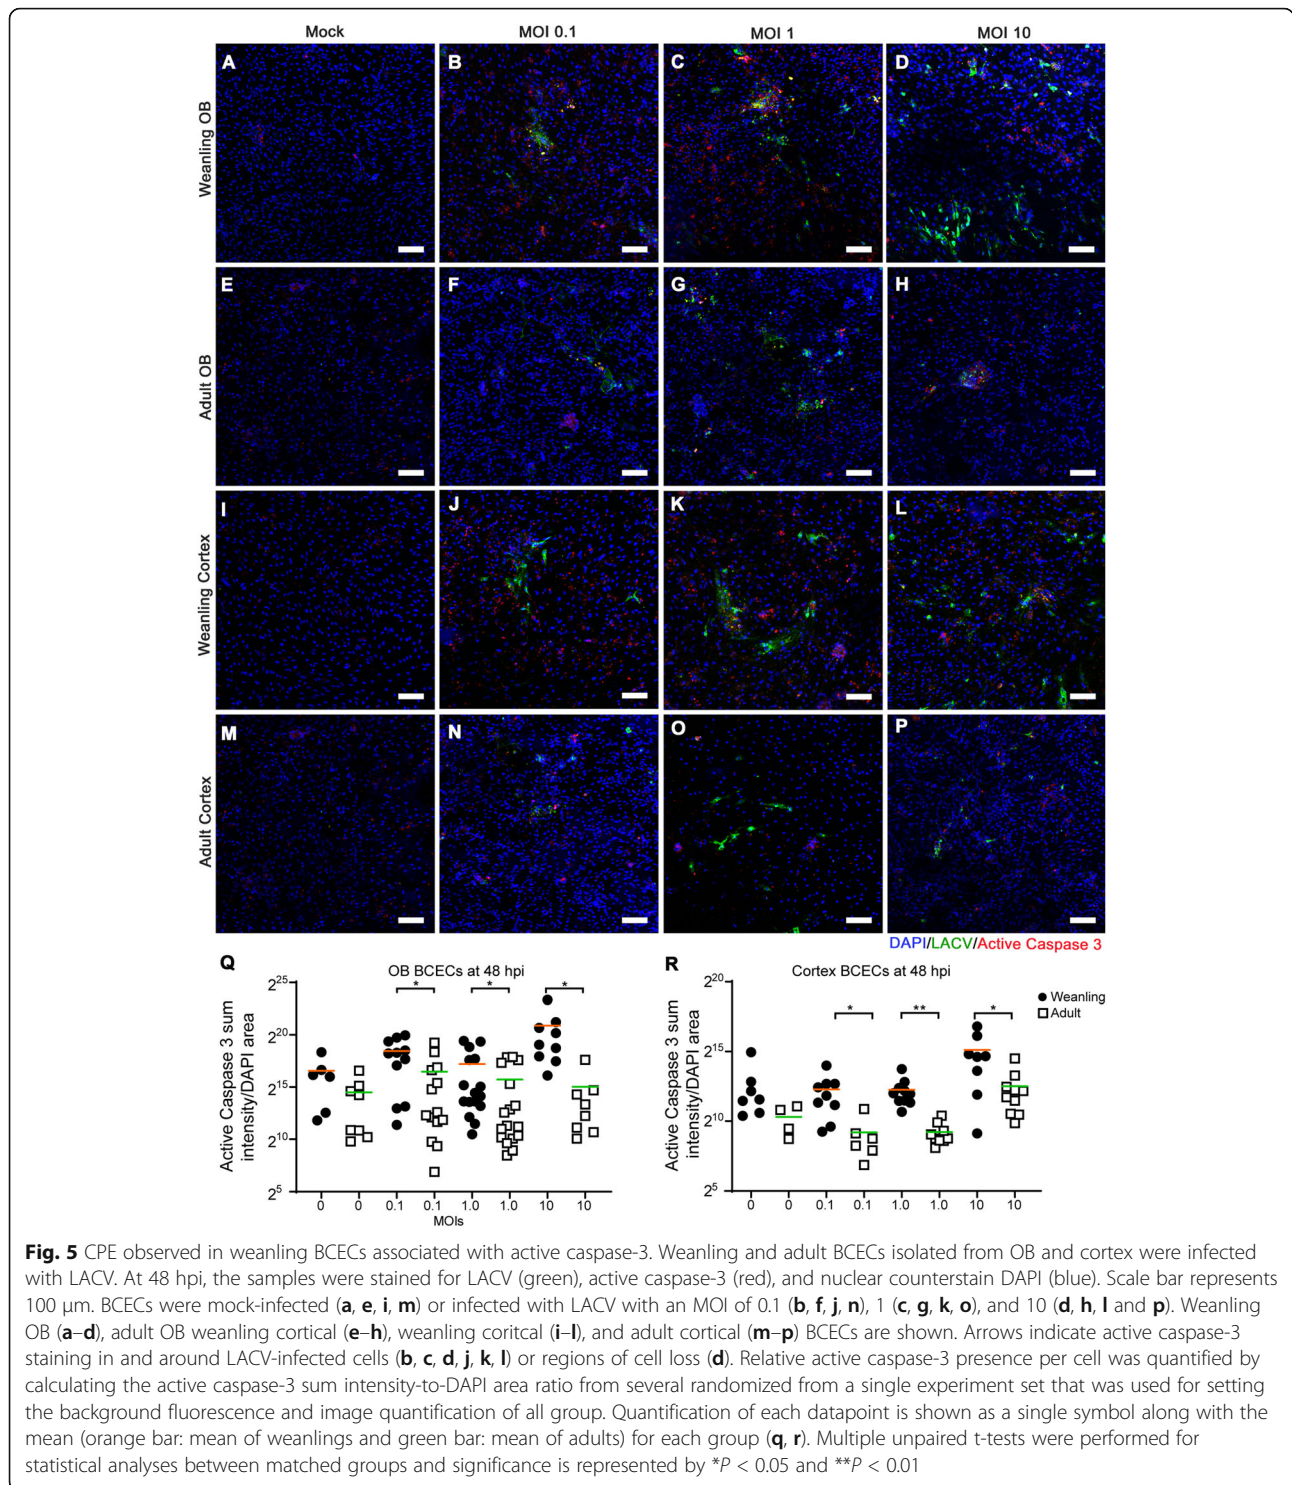 Mock MOI 0.1 MOI 1 MOI 10
Weanling OB
A B C D
Adult OB
E F G H
Weanling Cortex
I J K L
Adult Cortex
M N O P
DAPI/LACV/Active Caspase 3
Q
OB BCECs at 48 hpi
Active Caspase 3 sum
intensity/DAPI area
2^25
2^20
2^15
2^10
2^5
* * *
0 0 0.1 0.1 1.0 1.0 10 10
MOIs
R
Cortex BCECs at 48 hpi
Active Caspase 3 sum
intensity/DAPI area
2^20
2^15
2^10
2^5
* ** *
Weanling
Adult
0 0 0.1 0.1 1.0 1.0 10 10
Fig. 5 CPE observed in weanling BCECs associated with active caspase-3. Weanling and adult BCECs isolated from OB and cortex were infected
with LACV. At 48 hpi, the samples were stained for LACV (green), active caspase-3 (red), and nuclear counterstain DAPI (blue). Scale bar represents
100 μm. BCECs were mock-infected (a, e, i, m) or infected with LACV with an MOI of 0.1 (b, f, j, n), 1 (c, g, k, o), and 10 (d, h, l and p). Weanling
OB (a–d), adult OB weanling cortical (e–h), weanling coritcal (i–l), and adult cortical (m–p) BCECs are shown. Arrows indicate active caspase-3
staining in and around LACV-infected cells (b, c, d, j, k, l) or regions of cell loss (d). Relative active caspase-3 presence per cell was quantified by
calculating the active caspase-3 sum intensity-to-DAPI area ratio from several randomized from a single experiment set that was used for setting
the background fluorescence and image quantification of all group. Quantification of each datapoint is shown as a single symbol along with the
mean (orange bar: mean of weanlings and green bar: mean of adults) for each group (q, r). Multiple unpaired t-tests were performed for
statistical analyses between matched groups and significance is represented by *P < 0.05 and **P < 0.01